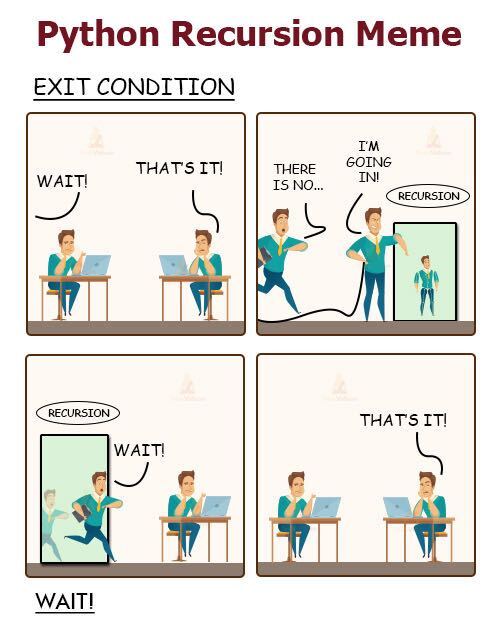 Python Recursion Meme
EXIT CONDITION
WAIT!
THAT'S IT!
THERE
IS NO...
I'M
GOING
IN!
RECURSION
RECURSION
WAIT!
THAT'S IT!
WAIT!